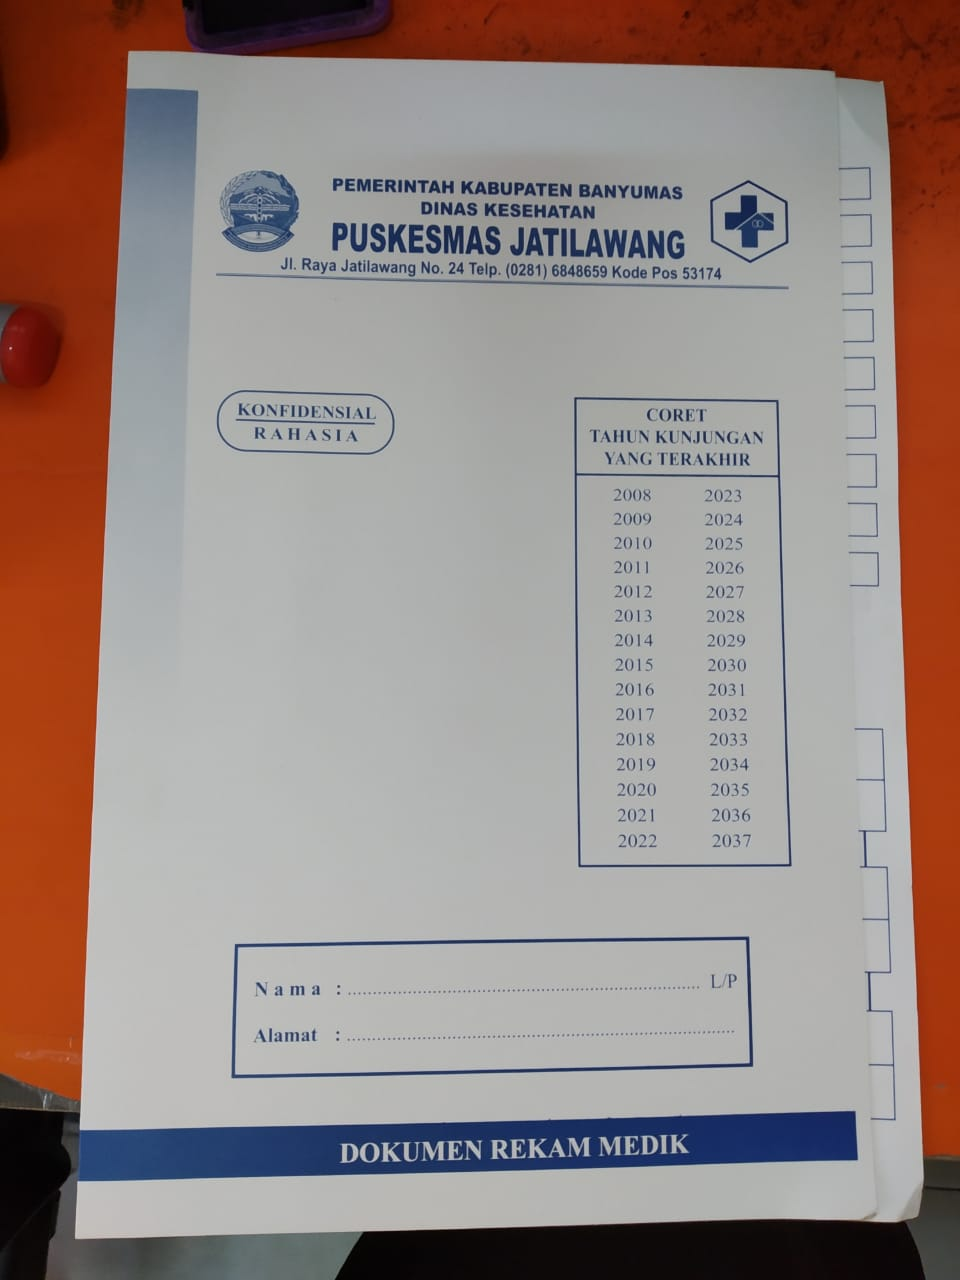 PEMERINTAH KABUPATEN BANYUMAS
DINAS KESEHATAN
PUSKESMAS JATILAWANG
Jl. Raya Jatilawang No. 24 Telp. (0281) 6848659 Kode Pos 53174
KONFIDENSIAL
RAHASIA
CORET
TAHUN KUNJUNGAN
YANG TERAKHIR
2008 2023
2009 2024
2010 2025
2011 2026
2012 2027
2013 2028
2014 2029
2015 2030
2016 2031
2017 2032
2018 2033
2019 2034
2020 2035
2021 2036
2022 2037
Nama : ........................................................................ L/P
Alamat : ...............................................................................
DOKUMEN REKAM MEDIK